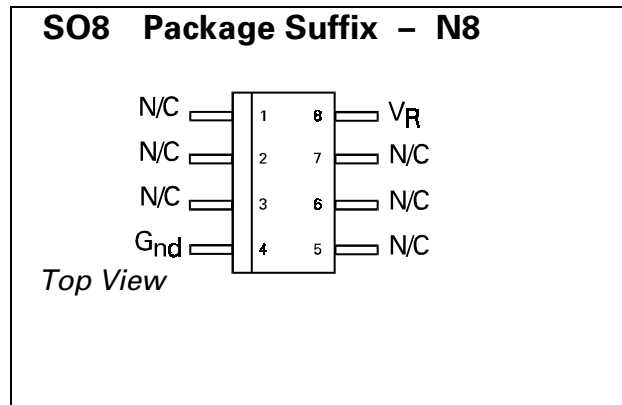 SO8 Package Suffix – N8
N/C 1 8 VR
N/C 2 7 N/C
N/C 3 6 N/C
Gnd 4 5 N/C
Top View